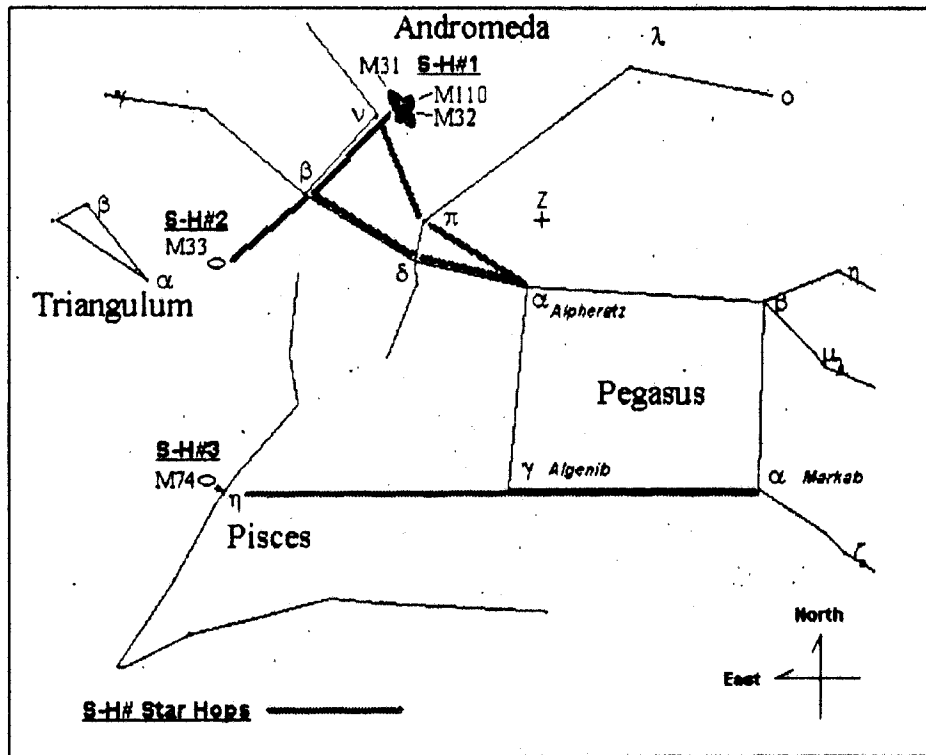 Andromeda
λ
M31 S-H#1
M110
M32
γ
ν
ο
β
β
S-H#2
M33
π
Z
δ
α
Triangulum
α Alpheratz
β
η
μ
λ
Pegasus
S-H#3
M74
η
γ Algenib
α Markab
Pisces
ζ
North
East
S-H# Star Hops